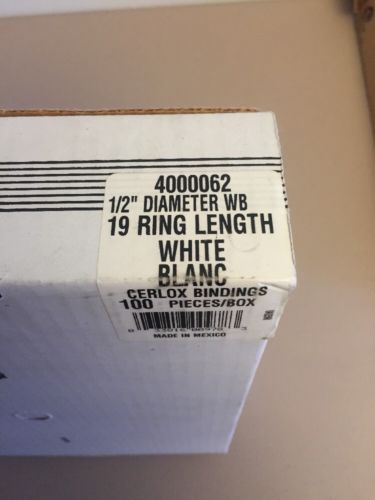 4000062
1/2" DIAMETER WB
19 RING LENGTH
WHITE
BLANC
CERLOX BINDINGS
100 PIECES/BOX
MADE IN MEXICO